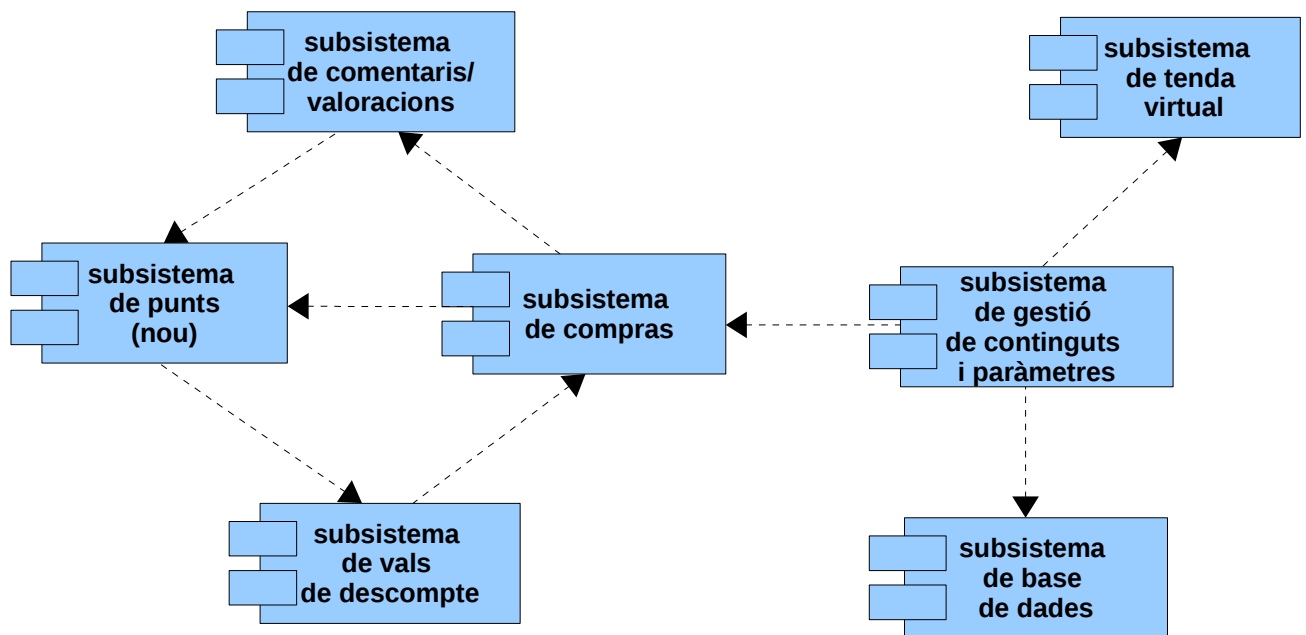 subsistema
de comentaris/
valoracions
subsistema
de tenda
virtual
subsistema
de punts
(nou)
subsistema
de compras
subsistema
de gestió
de continguts
i paràmetres
subsistema
de vals
de descompte
subsistema
de base
de dades